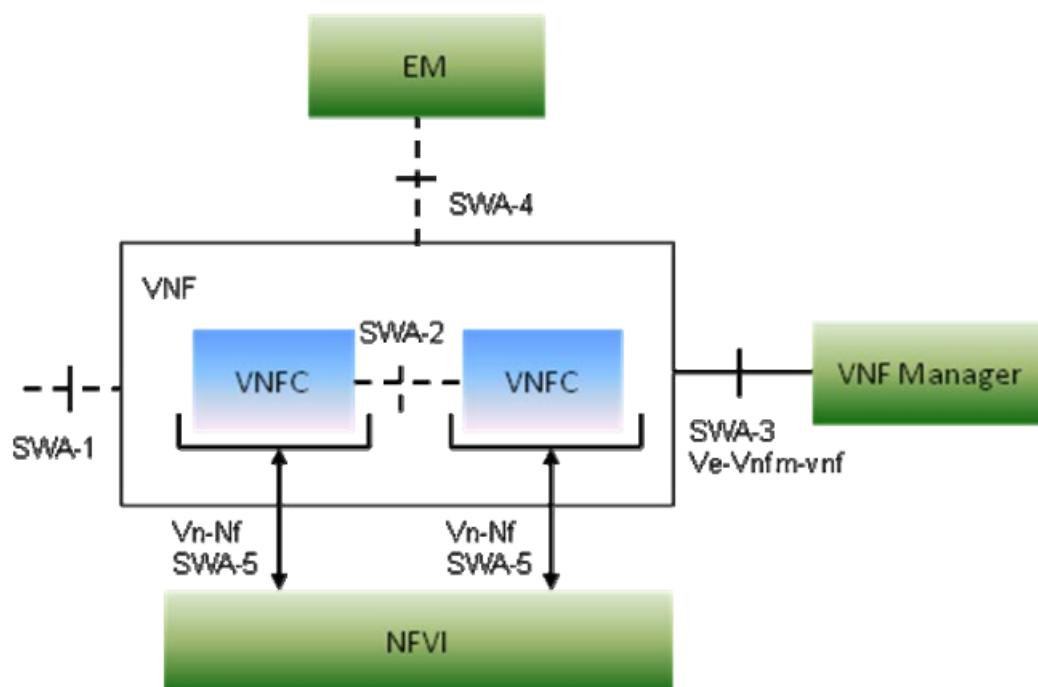 EM
SWA-4
VNF
SWA-2
VNFC
VNFC
VNF Manager
SWA-1
SWA-3
Ve-Vnfm-vnf
Vn-Nf
SWA-5
Vn-Nf
SWA-5
NFVI